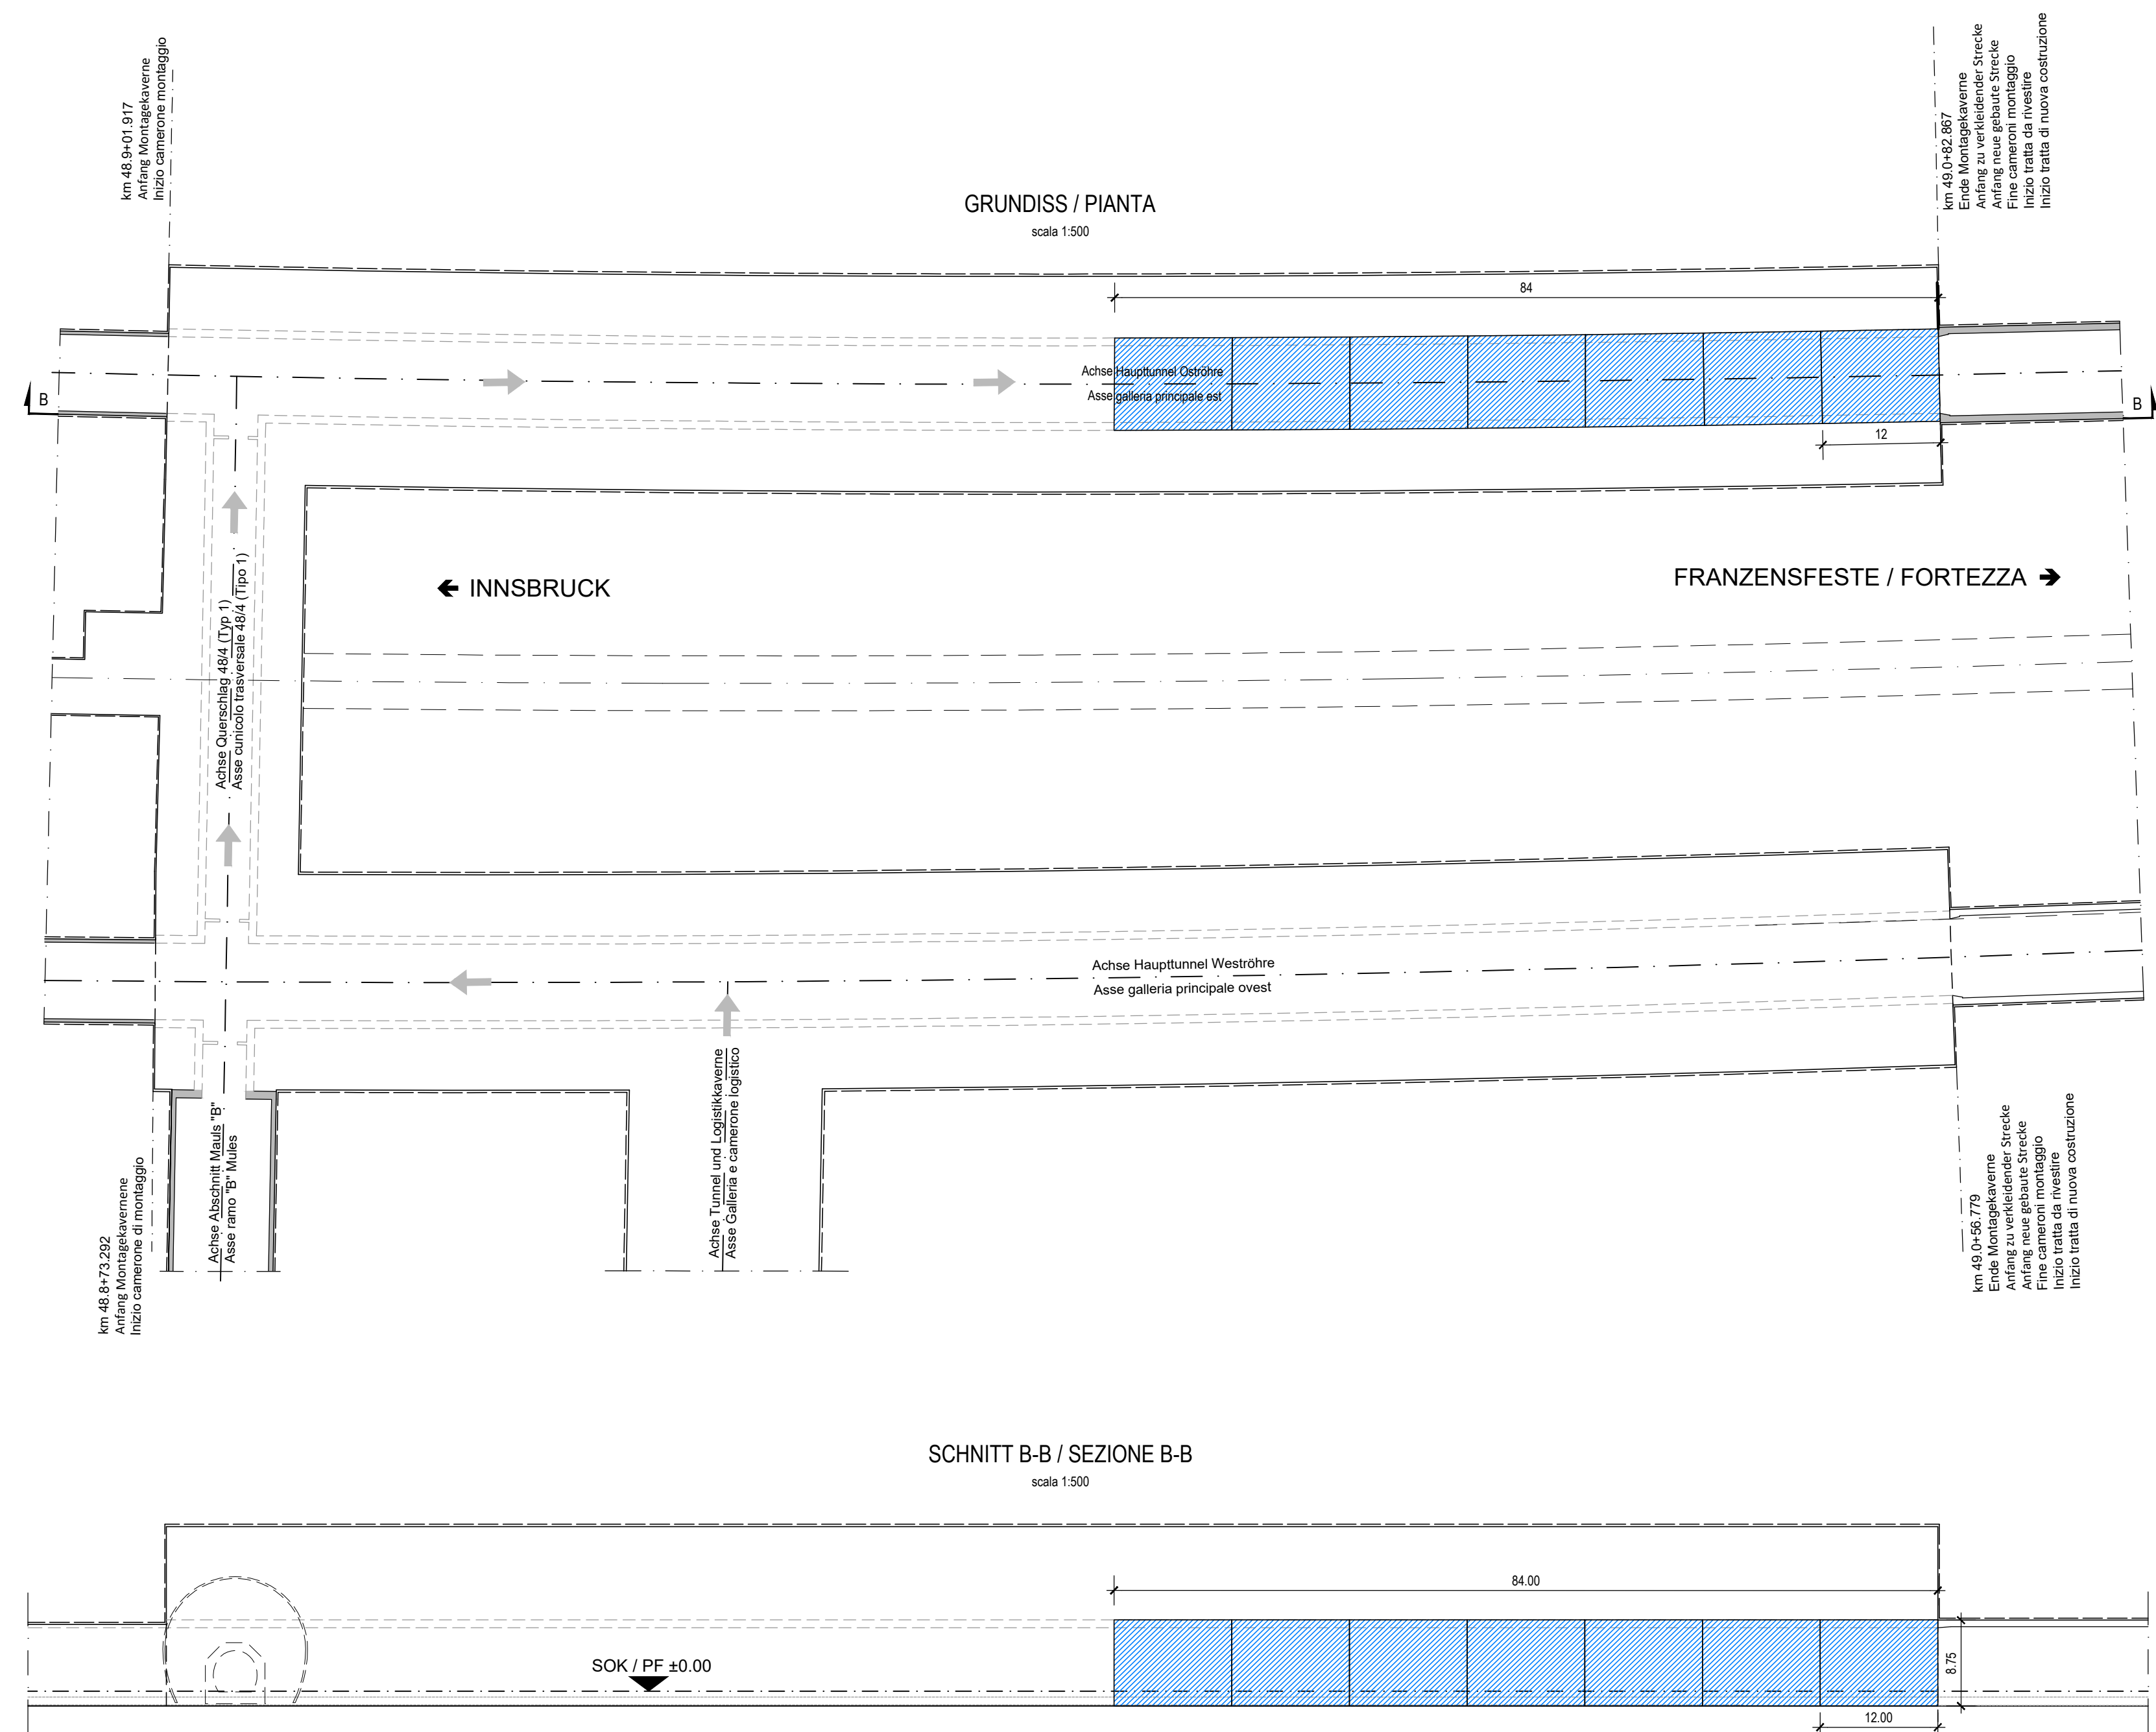 km 48.9+01.917
Anfang Montagekaverne
Inizio camerone montaggio
km 49.0+82.867
Ende Montagekaverne
Anfang zu verkleidender Strecke
Anfang neue gebaute Strecke
Fine cameroni montaggio
Inizio tratta da rivestire
Inizio tratta di nuova costruzione
GRUNDISS / PIANTA
scala 1:500
84
Achse Haupttunnel Oströhre
Asse galleria principale est
B
B
12
INNSBRUCK
FRANZENSFESTE / FORTEZZA
Achse Querschlag 48/4 (Typ 1)
Asse cunicolo trasversale 48/4 (Tipo 1)
Achse Haupttunnel Weströhre
Asse galleria principale ovest
Achse Tunnel und Logistikkaverne
Asse Galleria e camerone logistico
Achse Abschnitt Mauls "B"
Asse ramo "B" Mules
km 48.8+73.292
Anfang Montagekavernene
Inizio camerone di montaggio
km 49.0+56.779
Ende Montagekaverne
Anfang zu verkleidender Strecke
Anfang neue gebaute Strecke
Fine cameroni montaggio
Inizio tratta da rivestire
Inizio tratta di nuova costruzione
SCHNITT B-B / SEZIONE B-B
scala 1:500
84.00
SOK / PF ±0.00
8.75
12.00